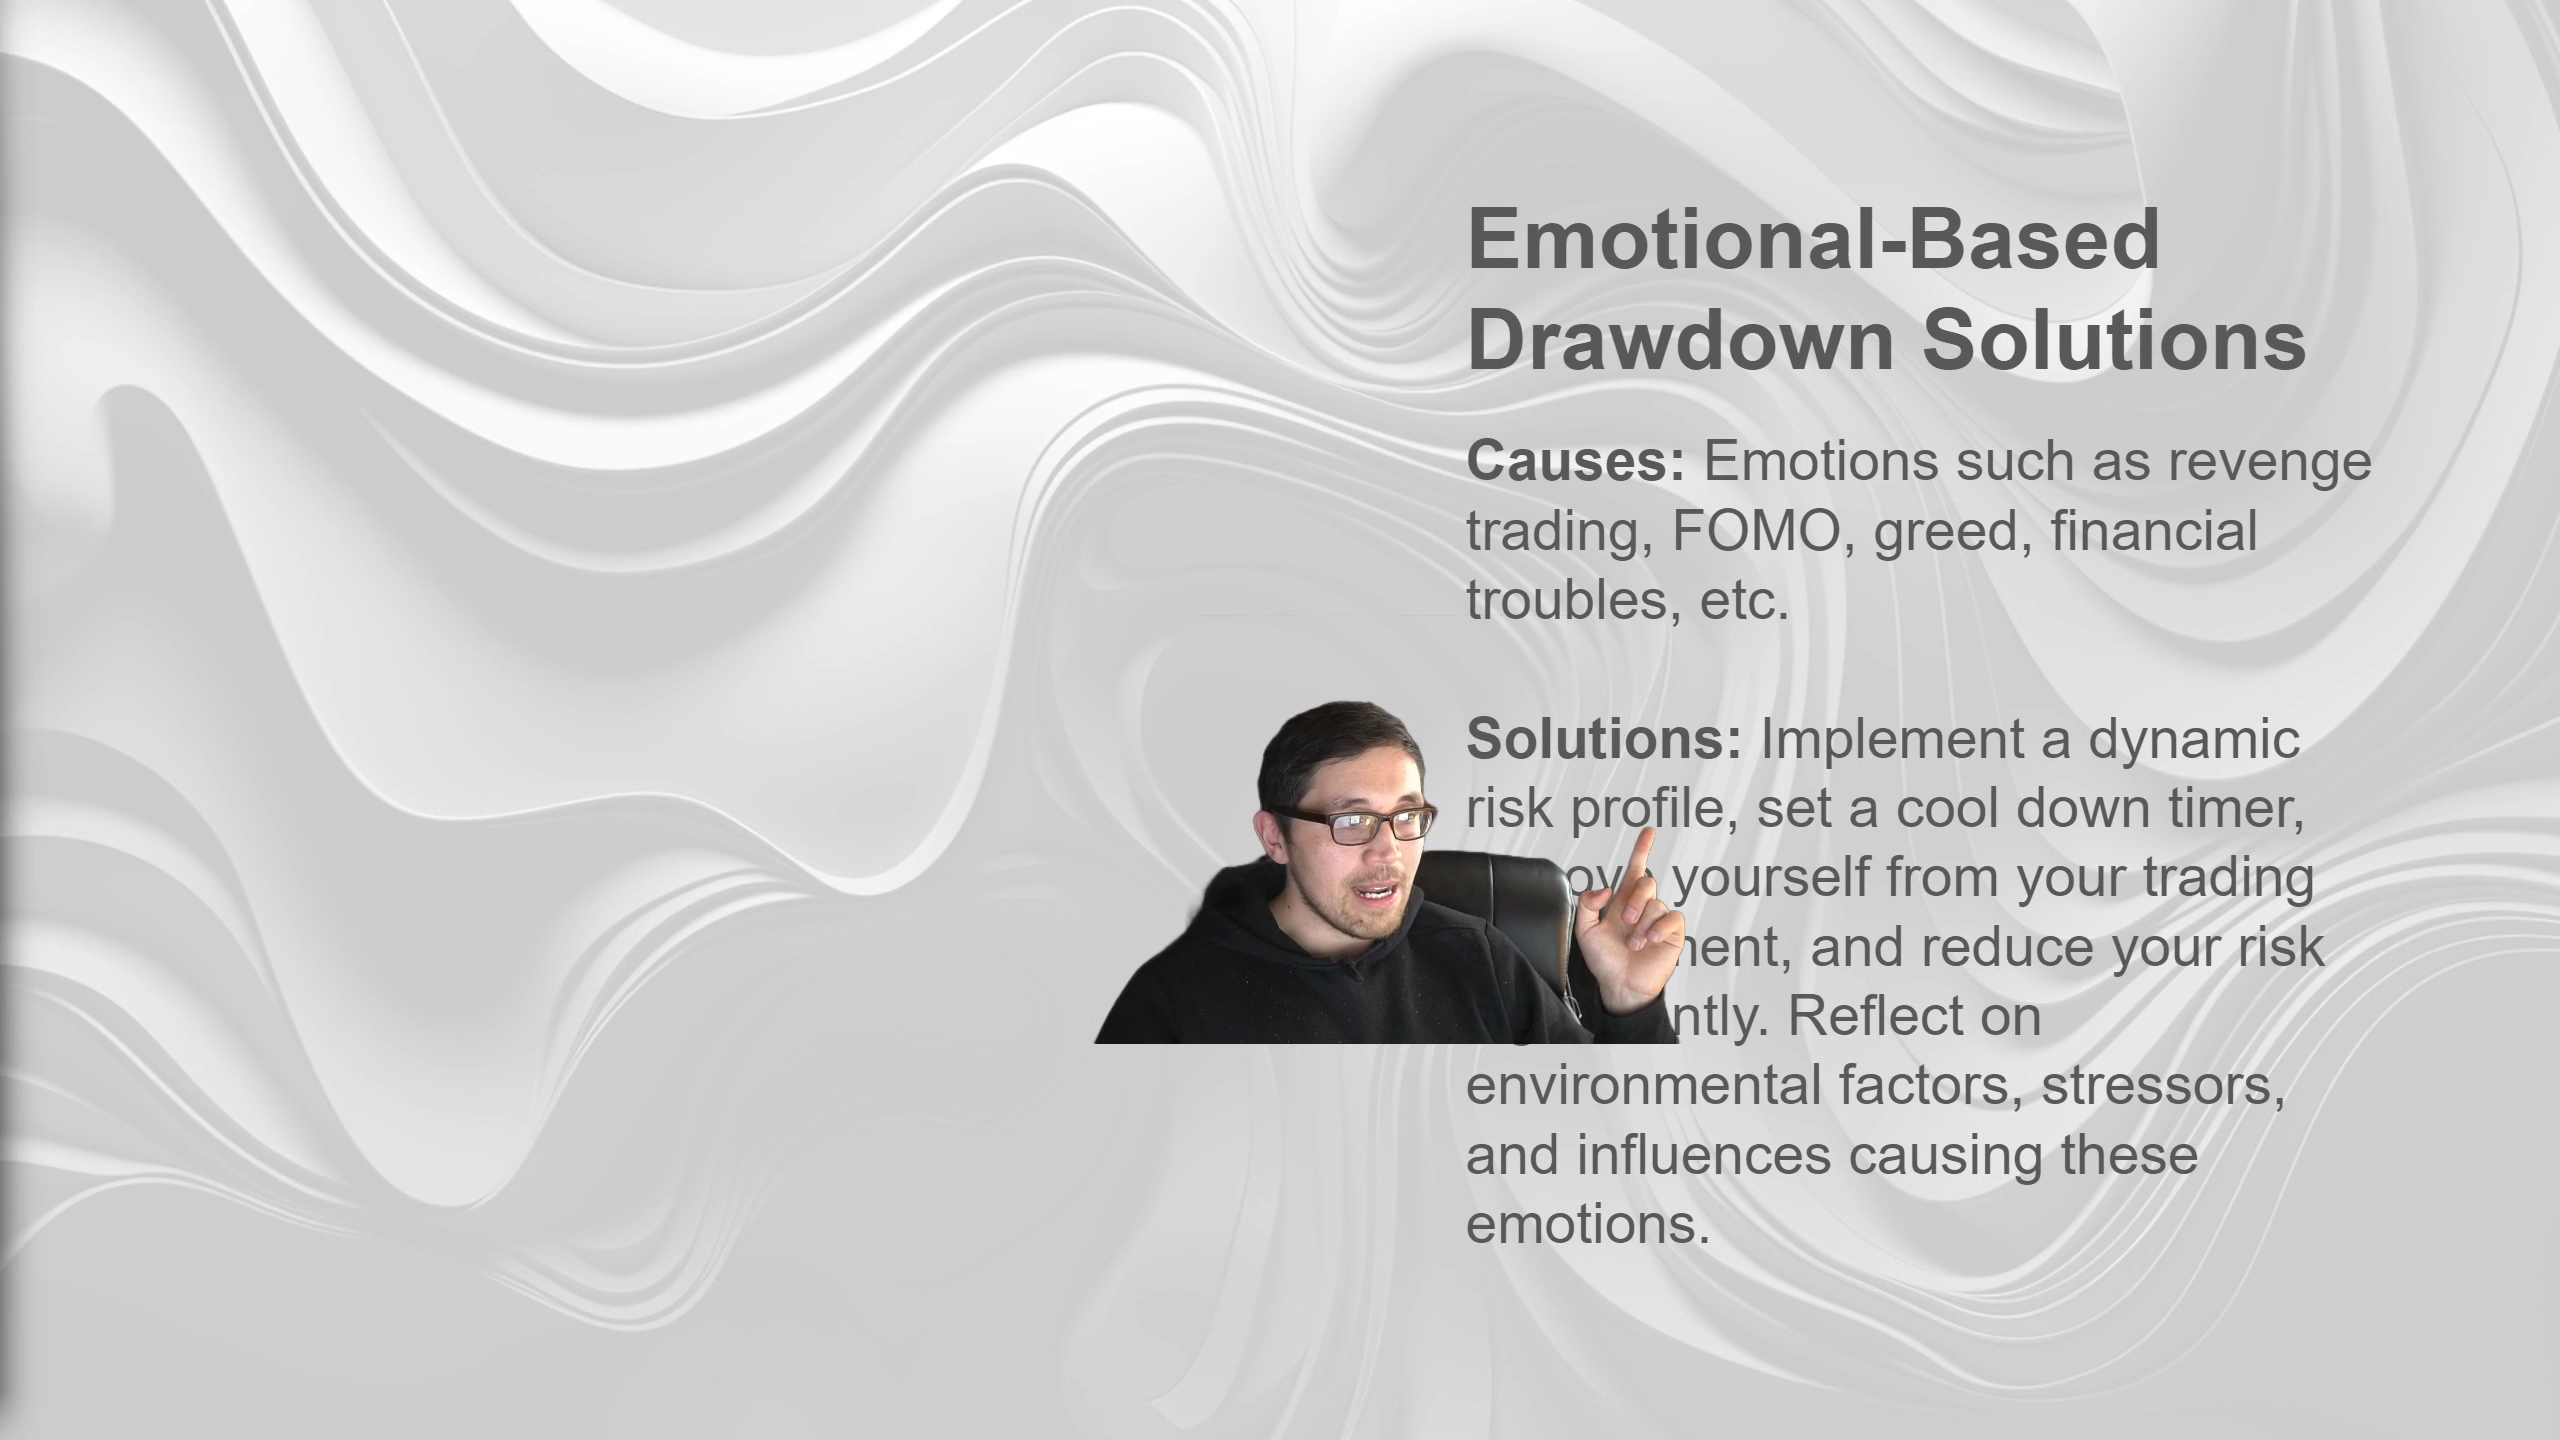 Emotional-Based
Drawdown Solutions
Causes: Emotions such as revenge
trading, FOMO, greed, financial
troubles, etc.
Solutions: Implement a dynamic
risk profile, set a cool down timer,
yourself from your trading
and reduce your risk
Reflect on
environmental factors, stressors,
and influences causing these
emotions.